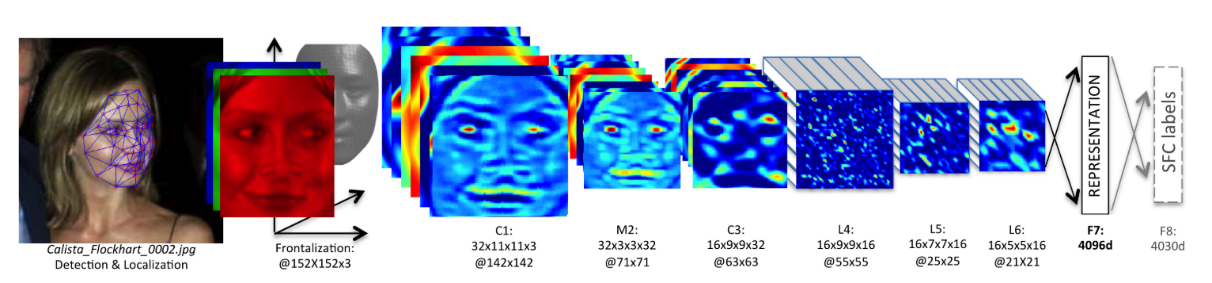 Calista_Flockhart_0002.jpg
Detection & Localization
Frontalization:
@152X152x3
C1:
32x11x11x3
@142x142
M2:
32x3x3x32
@71x71
C3:
16x9x9x32
@63x63
L4:
16x9x9x16
@55x55
L5:
16x7x7x16
@25x25
L6:
16x5x5x16
@21X21
REPRESENTATION
F7:
4096d
SFC labels
F8:
4030d